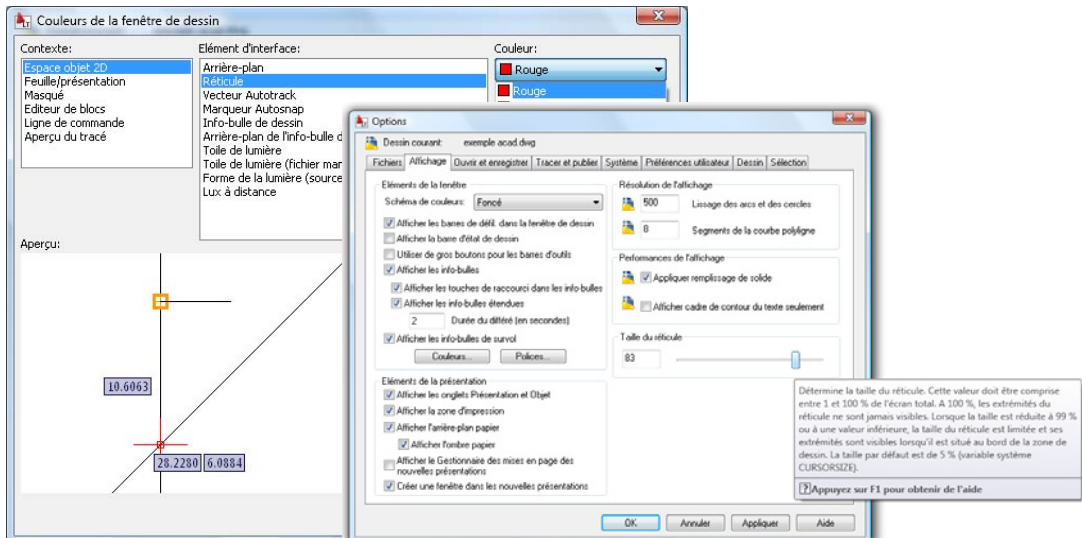 Couleurs de la fenêtre de dessin
Contexte:
Espace objet 2D
Feuille/présentation
Masqué
Editeur de blocs
Ligne de commande
Aperçu du tracé
Elément d'interface:
Arrière-plan
Réticule
Vecteur Autotrack
Marqueur Autosnap
Info-bulle de dessin
Arrière-plan de l'info-bulle d
Toile de lumière
Toile de lumière (fichier mar
Forme de la lumière (source
Lux à distance
Couleur:
Rouge
Rouge
Aperçu:
10.6063
28.2280 6.0884
Options
Dessin courant: exemple acad.dwg
Fichiers Affichage Ouvrir et enregistrer Tracer et publier Système Préférences utilisateur Dessin Sélection
Eléments de la fenêtre
Schéma de couleurs: Foncé
Afficher les barres de défil. dans la fenêtre de dessin
Afficher la barre d'état de dessin
Utiliser de gros boutons pour les barres d'outils
Afficher les info-bulles
Afficher les touches de raccourci dans les info-bulles
Afficher les info-bulles étendues
2 Durée du différé (en secondes)
Afficher les info-bulles de survol
Couleurs... Polices...
Eléments de la présentation
Afficher les onglets Présentation et Objet
Afficher la zone d'impression
Afficher l'arrière-plan papier
Afficher l'ombre papier
Afficher le Gestionnaire des mises en page des
nouvelles présentations
Créer une fenêtre dans les nouvelles présentations
Résolution de l'affichage
500 Lissage des arcs et des cercles
8 Segments de la courbe polyligne
Performances de l'affichage
Appliquer remplissage de solide
Afficher cadre de contour du texte seulement
Taille du réticule
83
OK Annuler Appliquer Aide
Détermine la taille du réticule. Cette valeur doit être comprise
entre 1 et 100 % de l'écran total. A 100 %, les extrémités du
réticule ne sont jamais visibles. Lorsque la taille est réduite à 99 %
ou à une valeur inférieure, la taille du réticule est limitée et ses
extrémités sont visibles lorsqu'il est situé au bord de la zone de
dessin. La taille par défaut est de 5 % (variable système
CURSORSIZE).
Appuyez sur F1 pour obtenir de l'aide